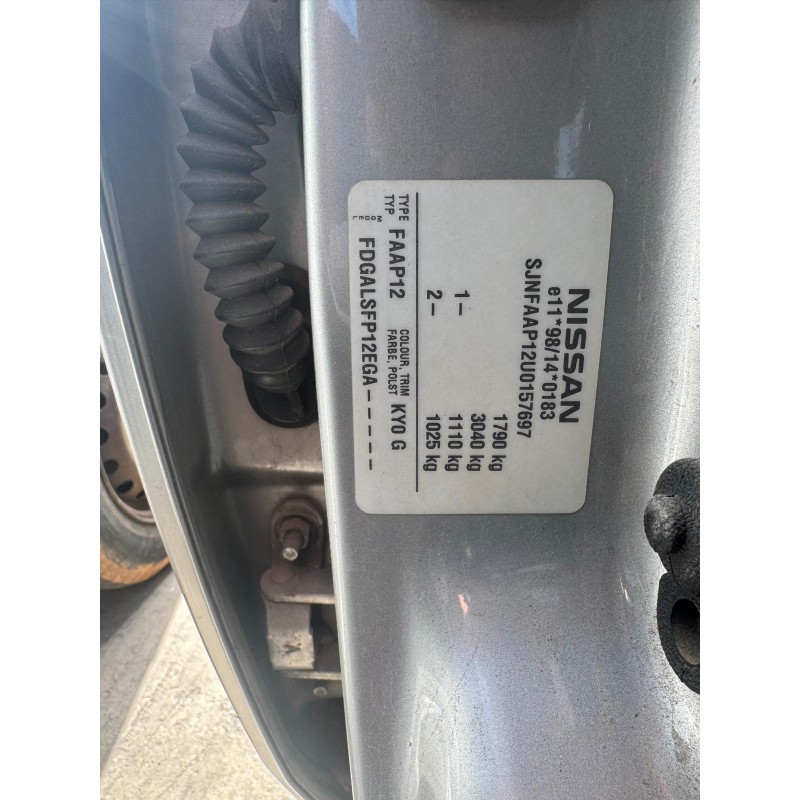 NISSAN
e11*98/14*0183
SJNFAAP12U0157697
1790 kg
3040 kg
1- 1110 kg
2- 1025 kg
TYPE TYP FAAP12 COLOUR, TRIM FARBE, POLST KY0 G
MODEL FDGALSFP12EGA-----